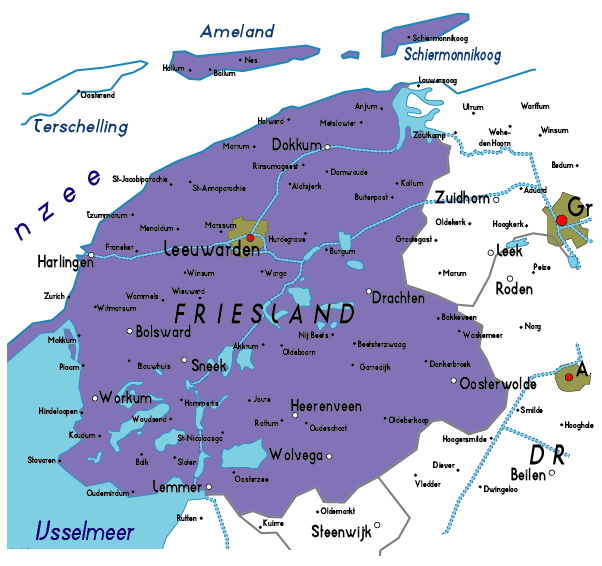 Ameland
Schiermonnikoog
Schiermonnikoog
Nes
Hollum
Ballum
Oosterend
Terschelling
Lauwersoog
Anjum
Ulrum
Warffum
Holwerd
Metslawier
Zoutkamp
Wehe-
den Hoorn
Winsum
Marrum
Dokkum
Rinsumageest
Damwoude
Bedum
n z e e
St-Jacobiparochie
St-Annaparochie
Aldtsjerk
Kollum
Buitenpost
Zuidhorn
Aduard
Gr
Tzummarum
Menaldum
Marssum
Oldekerk
Hoogkerk
Franeker
Leeuwarden
Hurdegaryp
Grootegast
Burgum
Leek
Harlingen
Winsum
Warga
Marum
Peize
Roden
Zurich
Witmarsum
Wommels
Wieuwerd
Drachten
FRIESLAND
Bakkeveen
Bolsward
Nij Beets
Waskemeer
Norg
Makkum
Akkrum
Oldeboorn
Beetsterzwaag
Piaam
Blauwhuis
Sneek
Gorredijk
Donkerbroek
A
Oosterwolde
Workum
Hommerts
Joure
Heerenveen
Hindeloopen
Woudsend
Rottum
Oudeschoot
Oldeberkoop
Smilde
Hooghale
Koudum
St-Nicolaasga
Hoogersmilde
Stavoren
Balk
Sloten
Wolvega
DR
Diever
Beilen
Oosterzee
Vledder
Oudemirdum
Lemmer
Dwingeloo
Rutten
Kuinre
Oldemarkt
Steenwijk
IJsselmeer